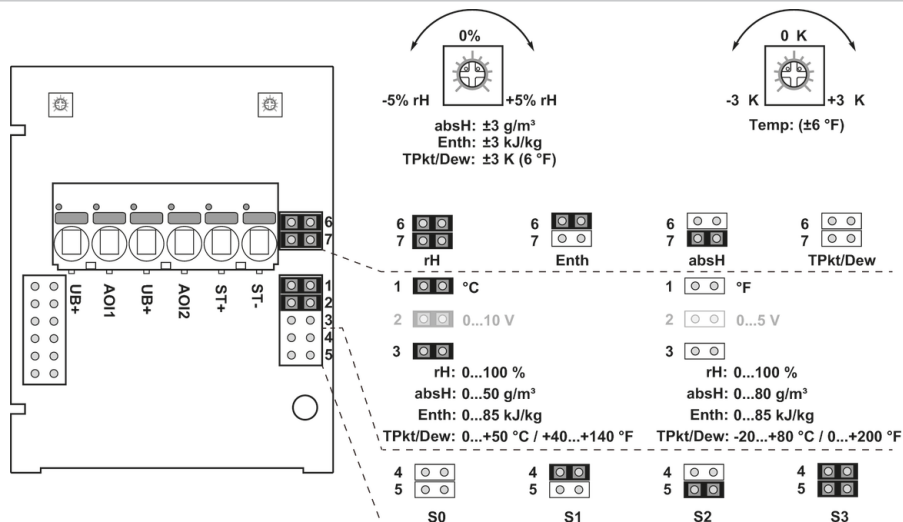 0%
-5% rH +5% rH
absH: ±3 g/m³
Enth: ±3 kJ/kg
TPkt/Dew: ±3 K (6 °F)
0 K
-3 K +3 K
Temp: (±6 °F)
6
7
UB+ AOI1 UB+ AOI2 ST+ ST-
1
2
3
4
5
6
7
rH
6
7
Enth
6
7
absH
6
7
TPkt/Dew
1 °C
2 0...10 V
3
rH: 0...100 %
absH: 0...50 g/m³
Enth: 0...85 kJ/kg
TPkt/Dew: 0...+50 °C / +40...+140 °F
1 °F
2 0...5 V
3
rH: 0...100 %
absH: 0...80 g/m³
Enth: 0...85 kJ/kg
TPkt/Dew: -20...+80 °C / 0...+200 °F
4
5
S0
4
5
S1
4
5
S2
4
5
S3